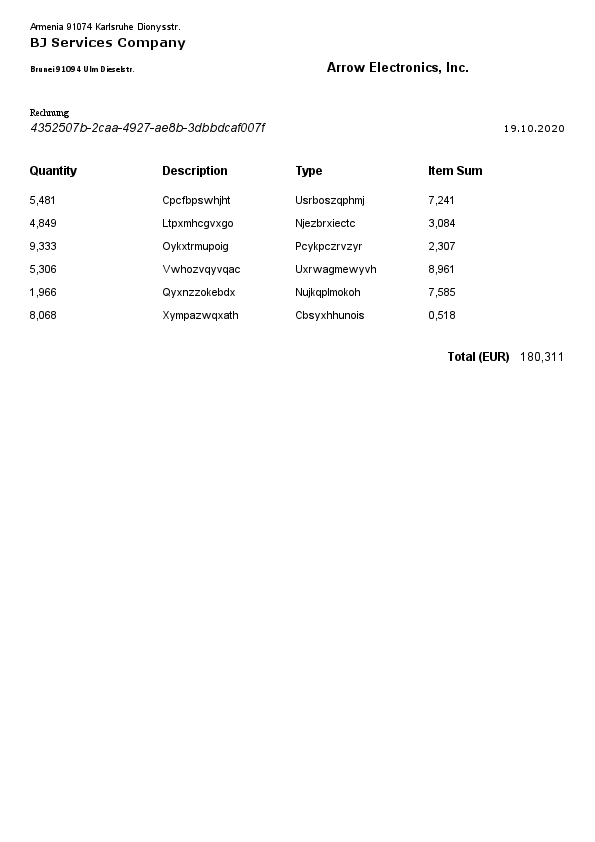 Armenia 91074 Karlsruhe Dionysstr.
BJ Services Company
Brunei 91094 Ulm Dieselstr.
Arrow Electronics, Inc.
Rechnung
4352507b-2caa-4927-ae8b-3dbbdcaf007f
19.10.2020
Quantity Description Type Item Sum
5,481 Cpcfbpswhjht Usrboszqphmj 7,241
4,849 Ltpxmhcgvxgo Njezbrxiectc 3,084
9,333 Oykxtrmupoig Pcykpczrvzyr 2,307
5,306 Vwhozvqyvqac Uxrwagmewyvh 8,961
1,966 Qyxnzzokebdx Nujkqplmokoh 7,585
8,068 Xympazwqxath Cbsyxhhunois 0,518
Total (EUR) 180,311